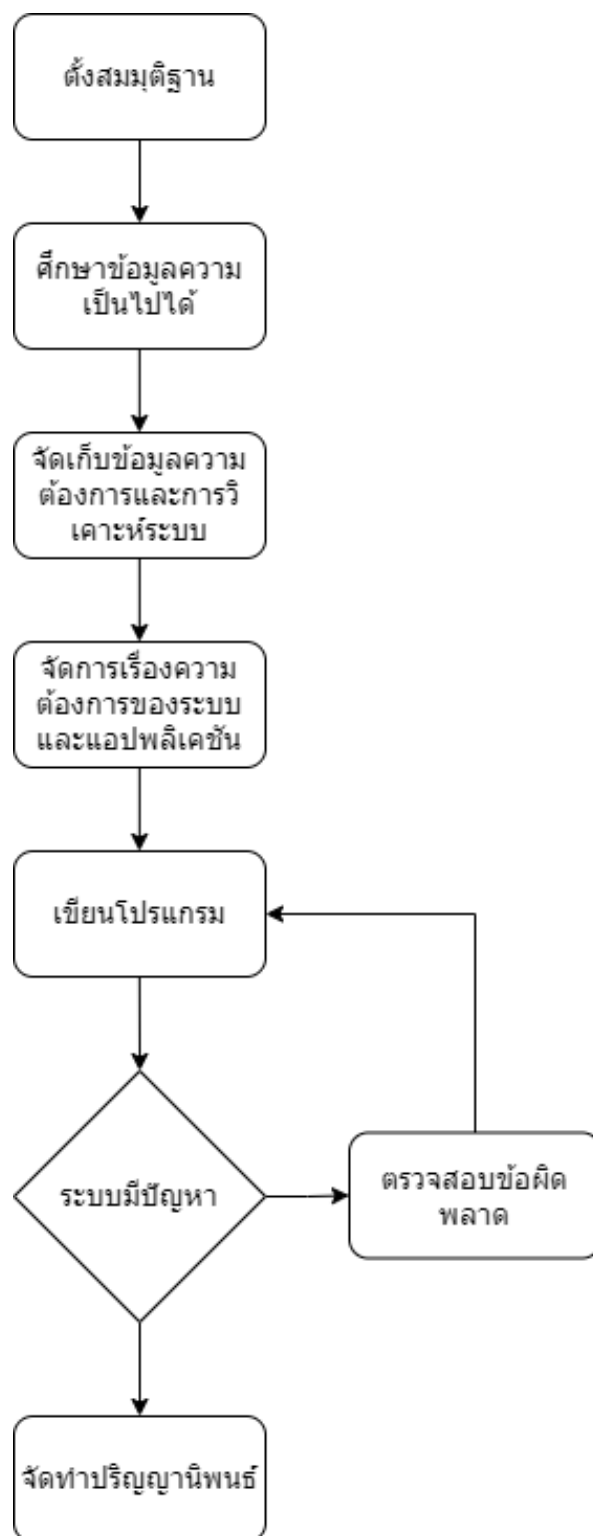 ตั้งสมมุติฐาน
ศึกษาข้อมูลความ
เป็นไปได้
จัดเก็บข้อมูลความ
ต้องการและการวิ
เคาะห์ระบบ
จัดการเรื่องความ
ต้องการของระบบ
และแอปพลิเคชัน
เขียนโปรแกรม
ระบบมีปัญหา
ตรวจสอบข้อผิด
พลาด
จัดทำปริญญานิพนธ์